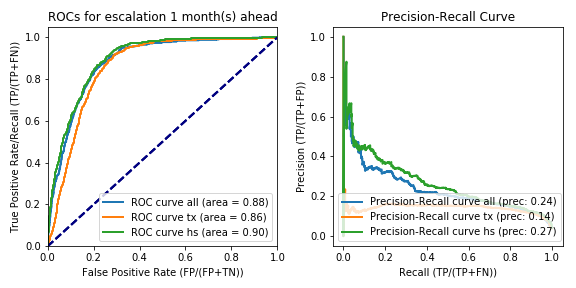 ROCs for escalation 1 month(s) ahead
True Positive Rate/Recall (TP/(TP+FN))
1.0
0.8
0.6
0.4
0.2
0.0
ROC curve all (area = 0.88)
ROC curve tx (area = 0.86)
ROC curve hs (area = 0.90)
0.0 0.2 0.4 0.6 0.8 1.0
False Positive Rate (FP/(FP+TN))
Precision-Recall Curve
Precision (TP/(TP+FP))
1.0
0.8
0.6
0.4
0.2
0.0
Precision-Recall curve all (prec: 0.24)
Precision-Recall curve tx (prec: 0.14)
Precision-Recall curve hs (prec: 0.27)
0.0 0.2 0.4 0.6 0.8 1.0
Recall (TP/(TP+FN))